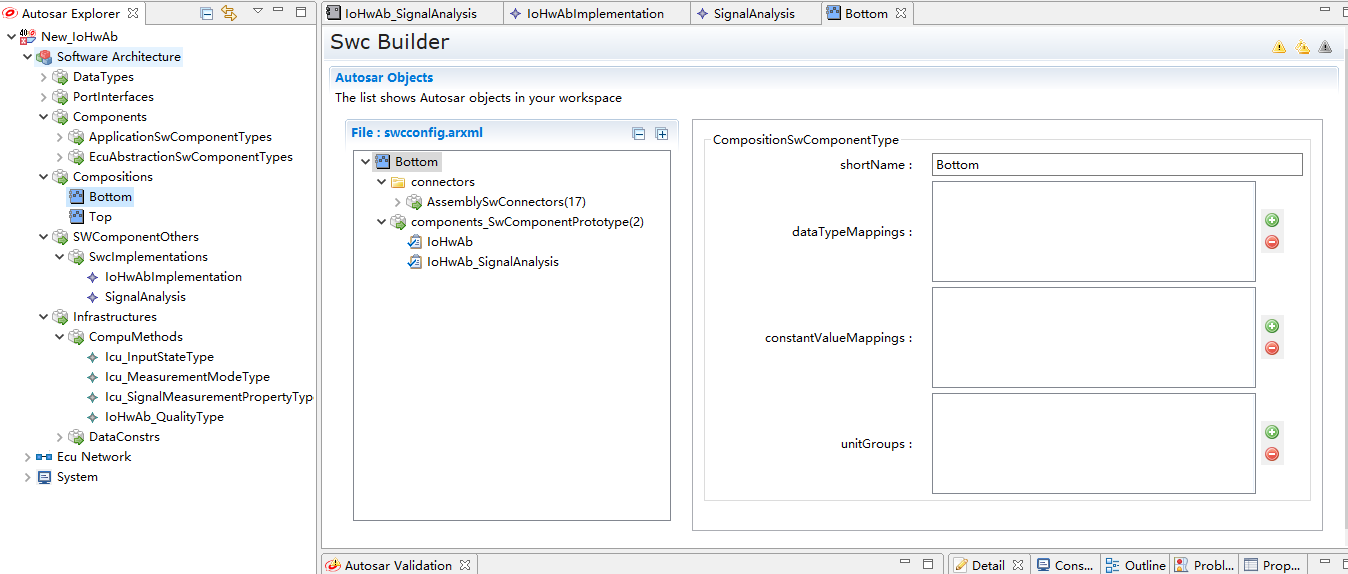 Autosar Explorer
New_IoHwAb
Software Architecture
DataTypes
PortInterfaces
Components
ApplicationSwComponentTypes
EcuAbstractionSwComponentTypes
Compositions
Bottom
Top
SWComponentOthers
SwcImplementations
IoHwAbImplementation
SignalAnalysis
Infrastructures
CompuMethods
Icu_InputStateType
Icu_MeasurementModeType
Icu_SignalMeasurementPropertyTyp
IoHwAb_QualityType
DataConstrs
Ecu Network
System
IoHwAb_SignalAnalysis
IoHwAbImplementation
SignalAnalysis
Bottom
Swc Builder
Autosar Objects
The list shows Autosar objects in your workspace
File : swcconfig.arxml
Bottom
connectors
AssemblySwConnectors(17)
components_SwComponentPrototype(2)
IoHwAb
IoHwAb_SignalAnalysis
CompositionSwComponentType
shortName : Bottom
dataTypeMappings :
constantValueMappings :
unitGroups :
Autosar Validation
Detail
Cons...
Outline
Probl...
Prop...